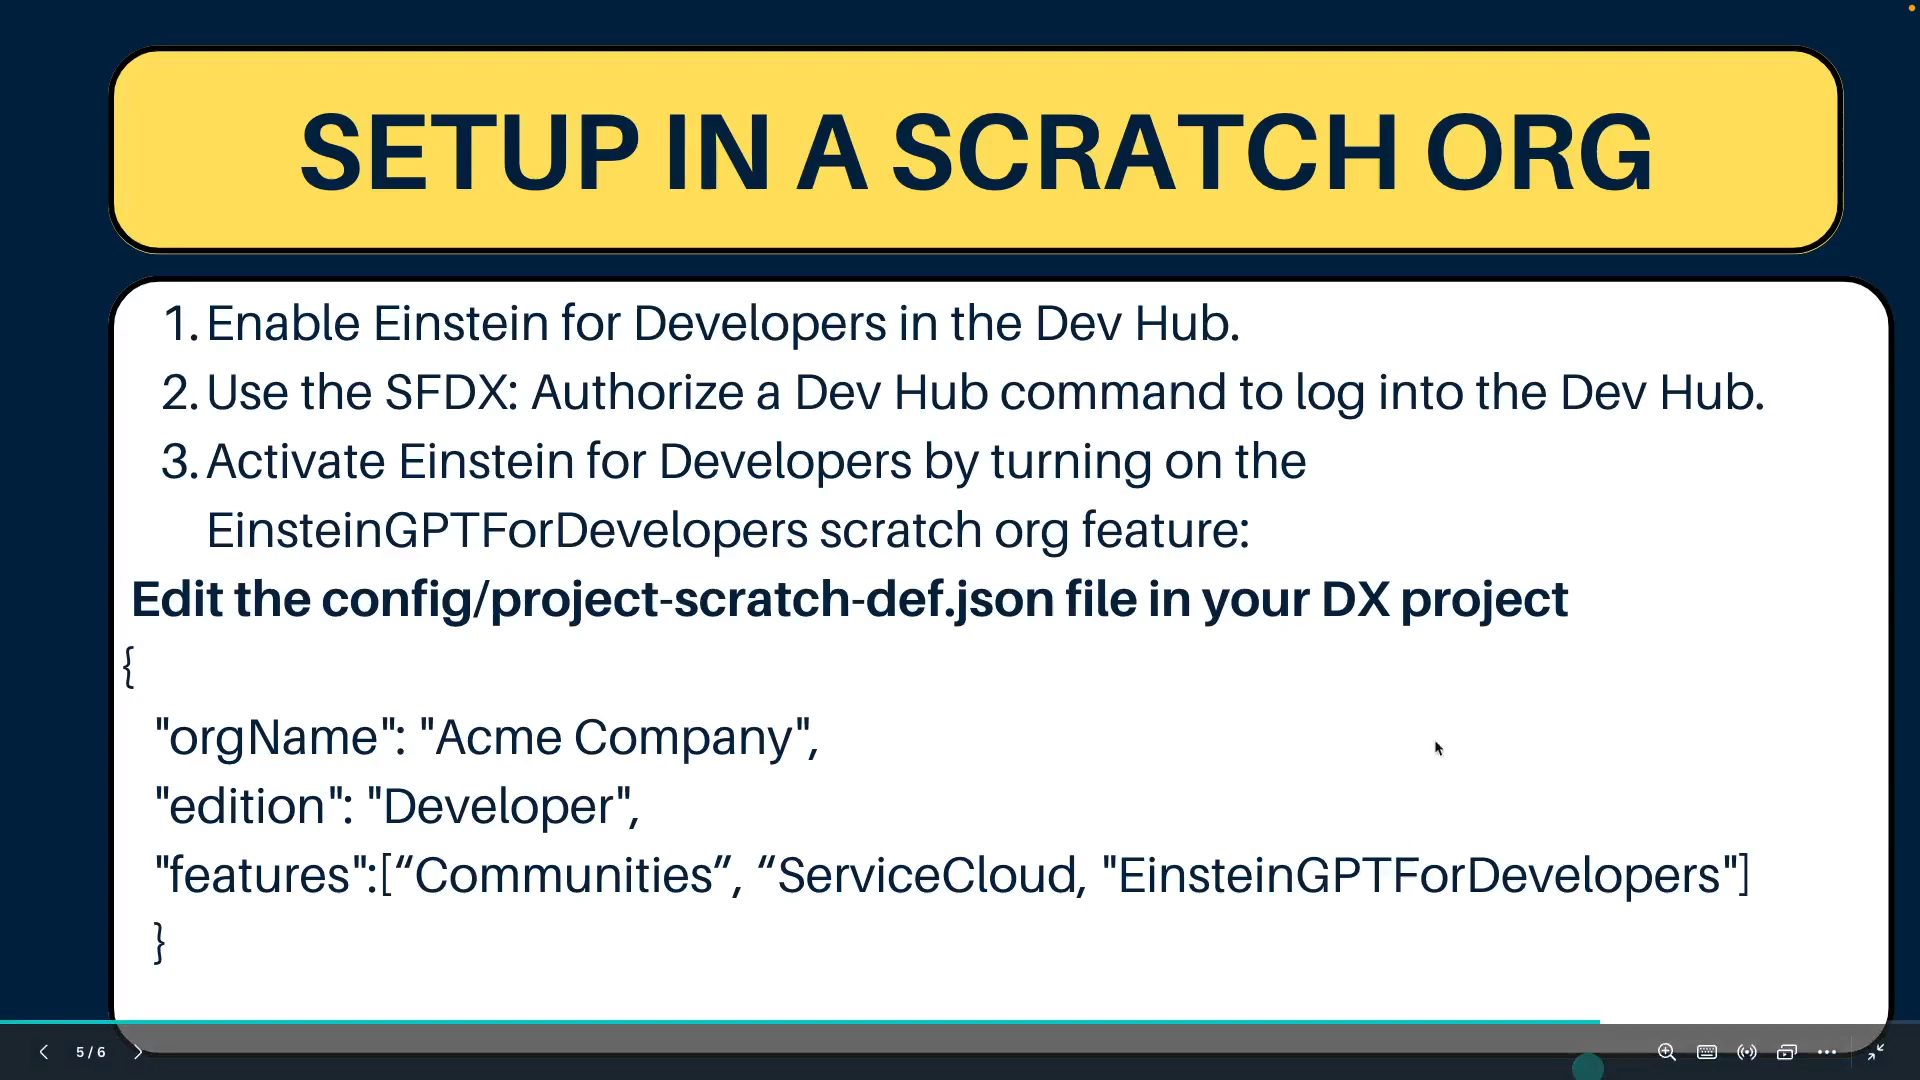 SETUP IN A SCRATCH ORG
1. Enable Einstein for Developers in the Dev Hub.
2. Use the SFDX: Authorize a Dev Hub command to log into the Dev Hub.
3. Activate Einstein for Developers by turning on the
EinsteinGPTForDevelopers scratch org feature:
Edit the config/project-scratch-def.json file in your DX project
{
"orgName": "Acme Company",
"edition": "Developer",
"features":[“Communities”, “ServiceCloud, "EinsteinGPTForDevelopers"]
}
5 / 6